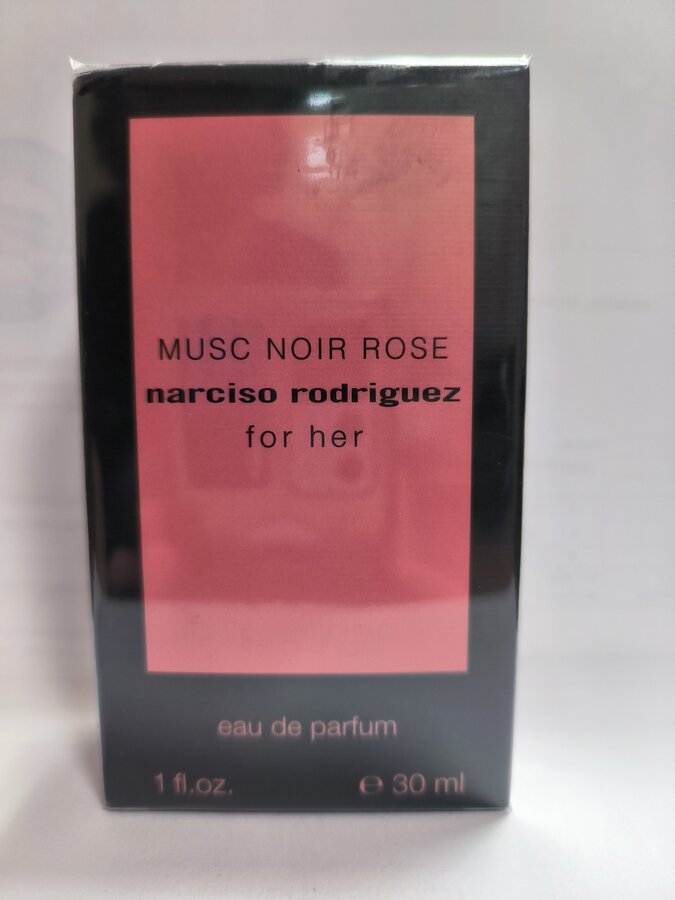 MUSC NOIR ROSE
narciso rodriguez
for her
eau de parfum
1 fl.oz. ℮ 30 ml